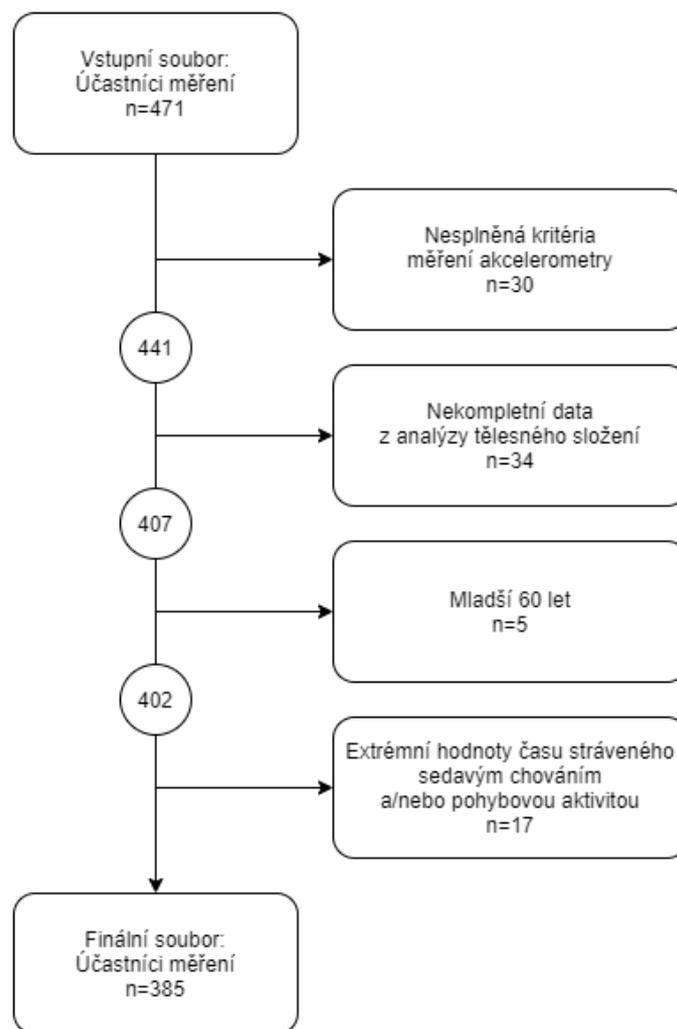 Vstupní soubor:
Účastníci měření
n=471
Nesplněná kritéria
měření akcelerometry
n=30
441
Nekompletní data
z analýzy tělesného složení
n=34
407
Mladší 60 let
n=5
402
Extrémní hodnoty času stráveného
sedavým chováním
a/nebo pohybovou aktivitou
n=17
Finální soubor:
Účastníci měření
n=385